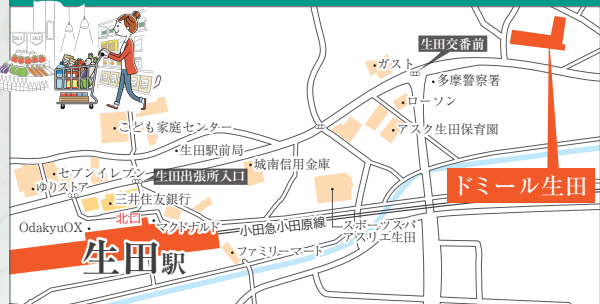 SALE
SALE
生田交番前
ガスト
多摩警察署
ローソン
アスク生田保育園
こども家庭センター
生田駅前局
城南信用金庫
セブンイレブン
生田出張所入口
ゆりストア
三井住友銀行
ドミール生田
北口
マクドナルド
小田急小田原線
スポーツスパ
アスリエ生田
OdakyuOX
ファミリーマート
生田駅